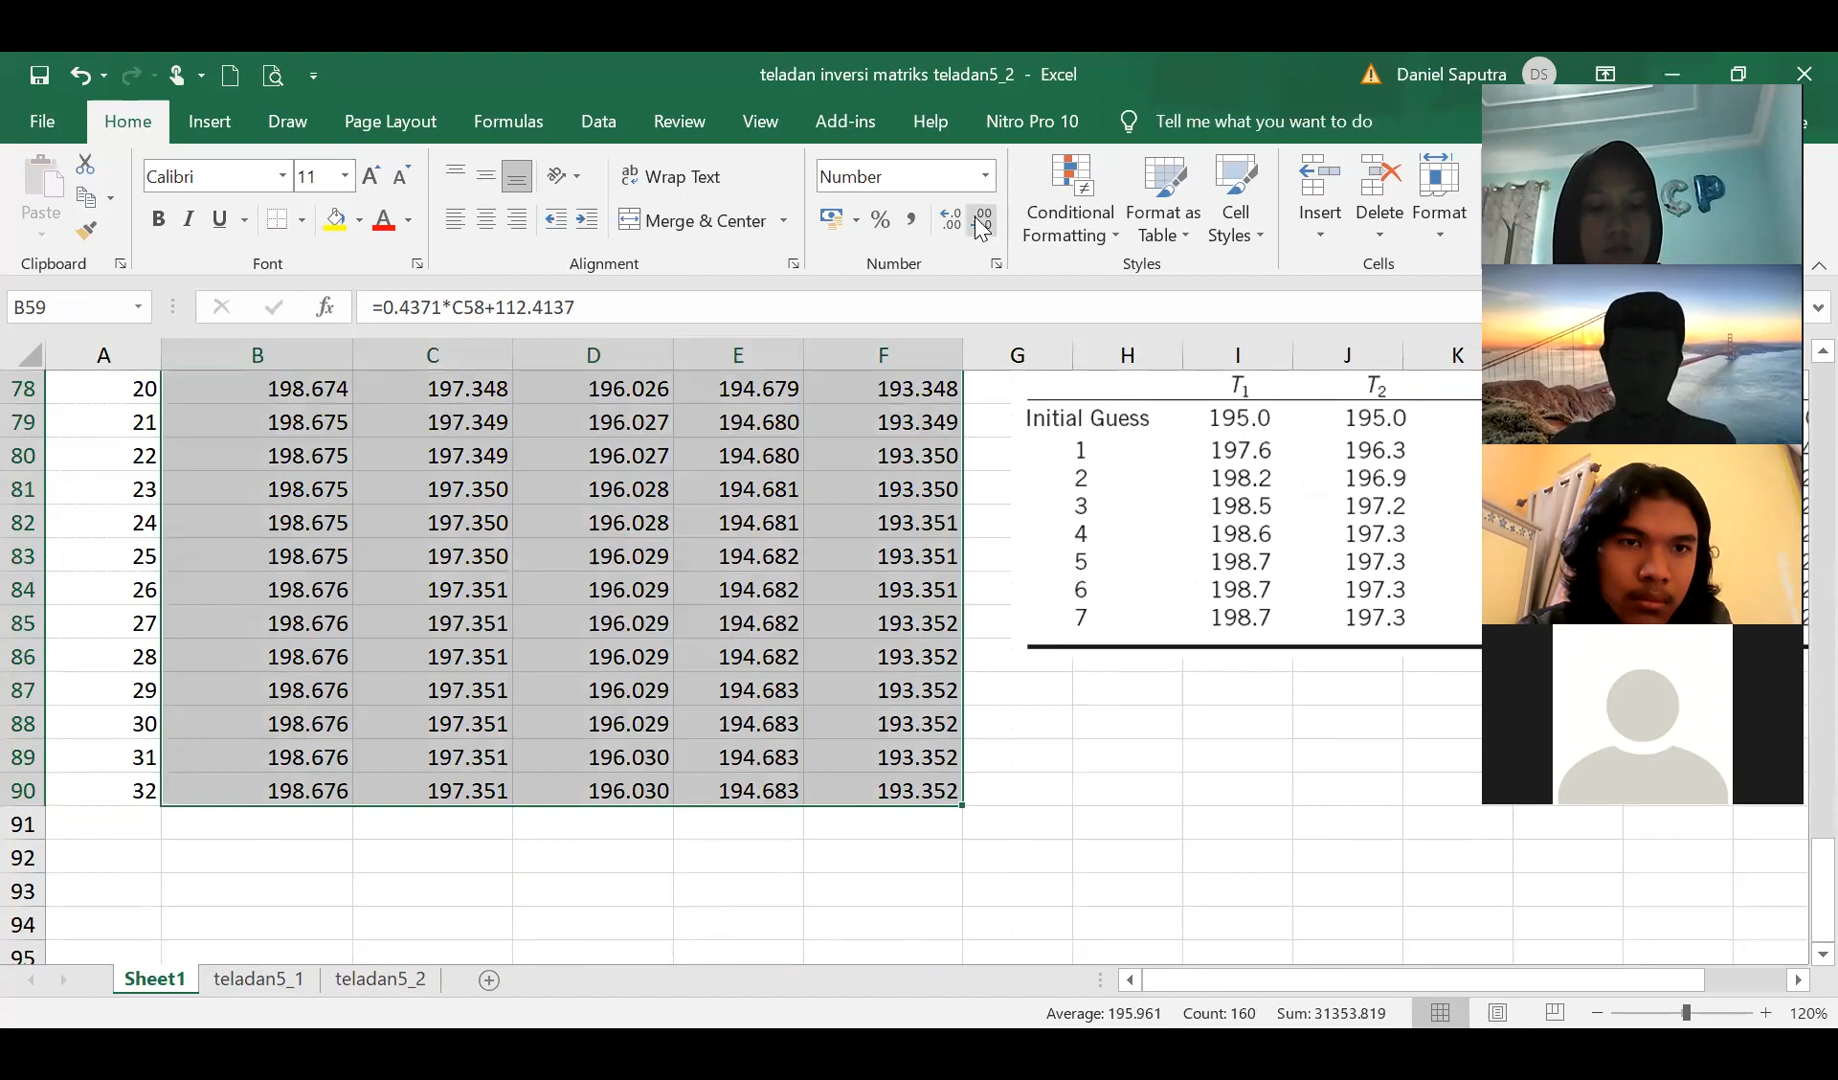 teladan inversi matriks teladan5_2 - Excel
Daniel Saputra DS
File Home Insert Draw Page Layout Formulas Data Review View Add-ins Help Nitro Pro 10 Tell me what you want to do
Paste
Clipboard
Calibri 11
B I U A
Font
ab Wrap Text
Merge & Center
Alignment
Number
% ,
Number
Conditional Formatting
Format as Table
Cell Styles
Styles
Insert Delete Format
Cells
B59 fx =0.4371*C58+112.4137
A B C D E F G H I J K
78 20 198.674 197.348 196.026 194.679 193.348
79 21 198.675 197.349 196.027 194.680 193.349
80 22 198.675 197.349 196.027 194.680 193.350
81 23 198.675 197.350 196.028 194.681 193.350
82 24 198.675 197.350 196.028 194.681 193.351
83 25 198.675 197.350 196.029 194.682 193.351
84 26 198.676 197.351 196.029 194.682 193.351
85 27 198.676 197.351 196.029 194.682 193.352
86 28 198.676 197.351 196.029 194.682 193.352
87 29 198.676 197.351 196.029 194.683 193.352
88 30 198.676 197.351 196.029 194.683 193.352
89 31 198.676 197.351 196.030 194.683 193.352
90 32 198.676 197.351 196.030 194.683 193.352
91
92
93
94
95
T1 T2
Initial Guess 195.0 195.0
1 197.6 196.3
2 198.2 196.9
3 198.5 197.2
4 198.6 197.3
5 198.7 197.3
6 198.7 197.3
7 198.7 197.3
CP
Sheet1 teladan5_1 teladan5_2
Average: 195.961 Count: 160 Sum: 31353.819 120%